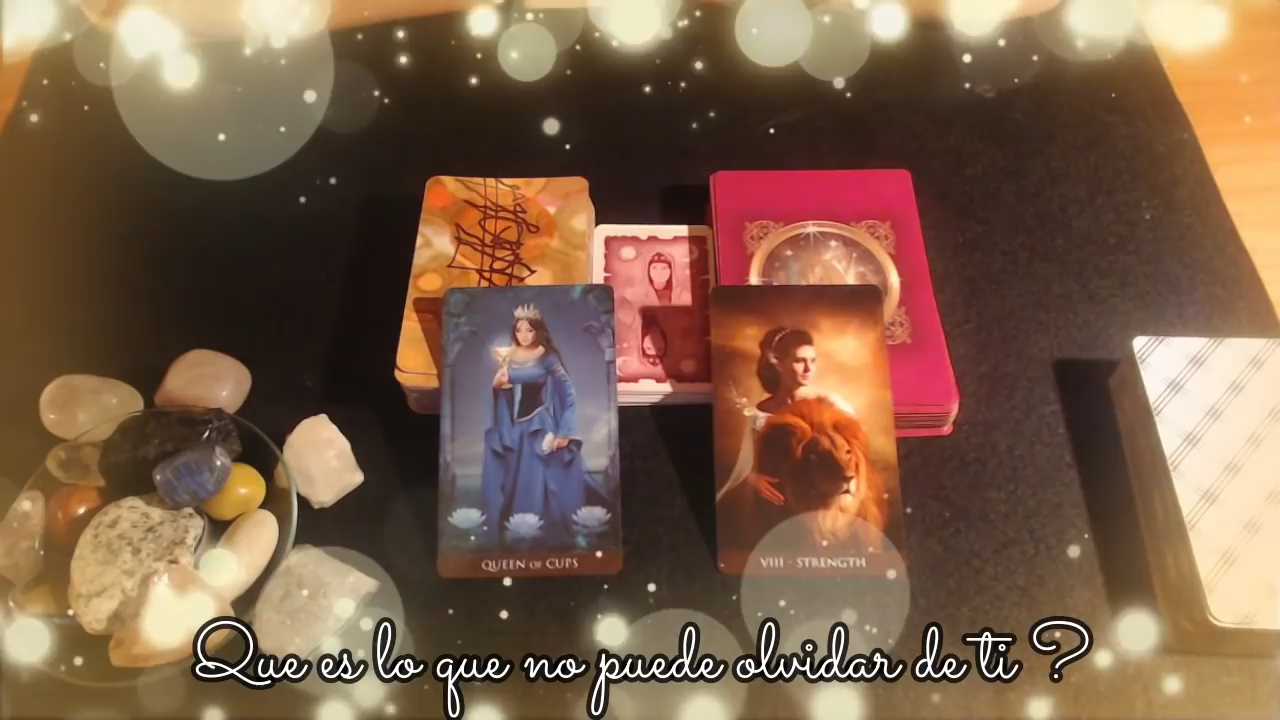 QUEEN OF CUPS
VIII - STRENGTH
Que es lo que no puede olvidar de ti ?